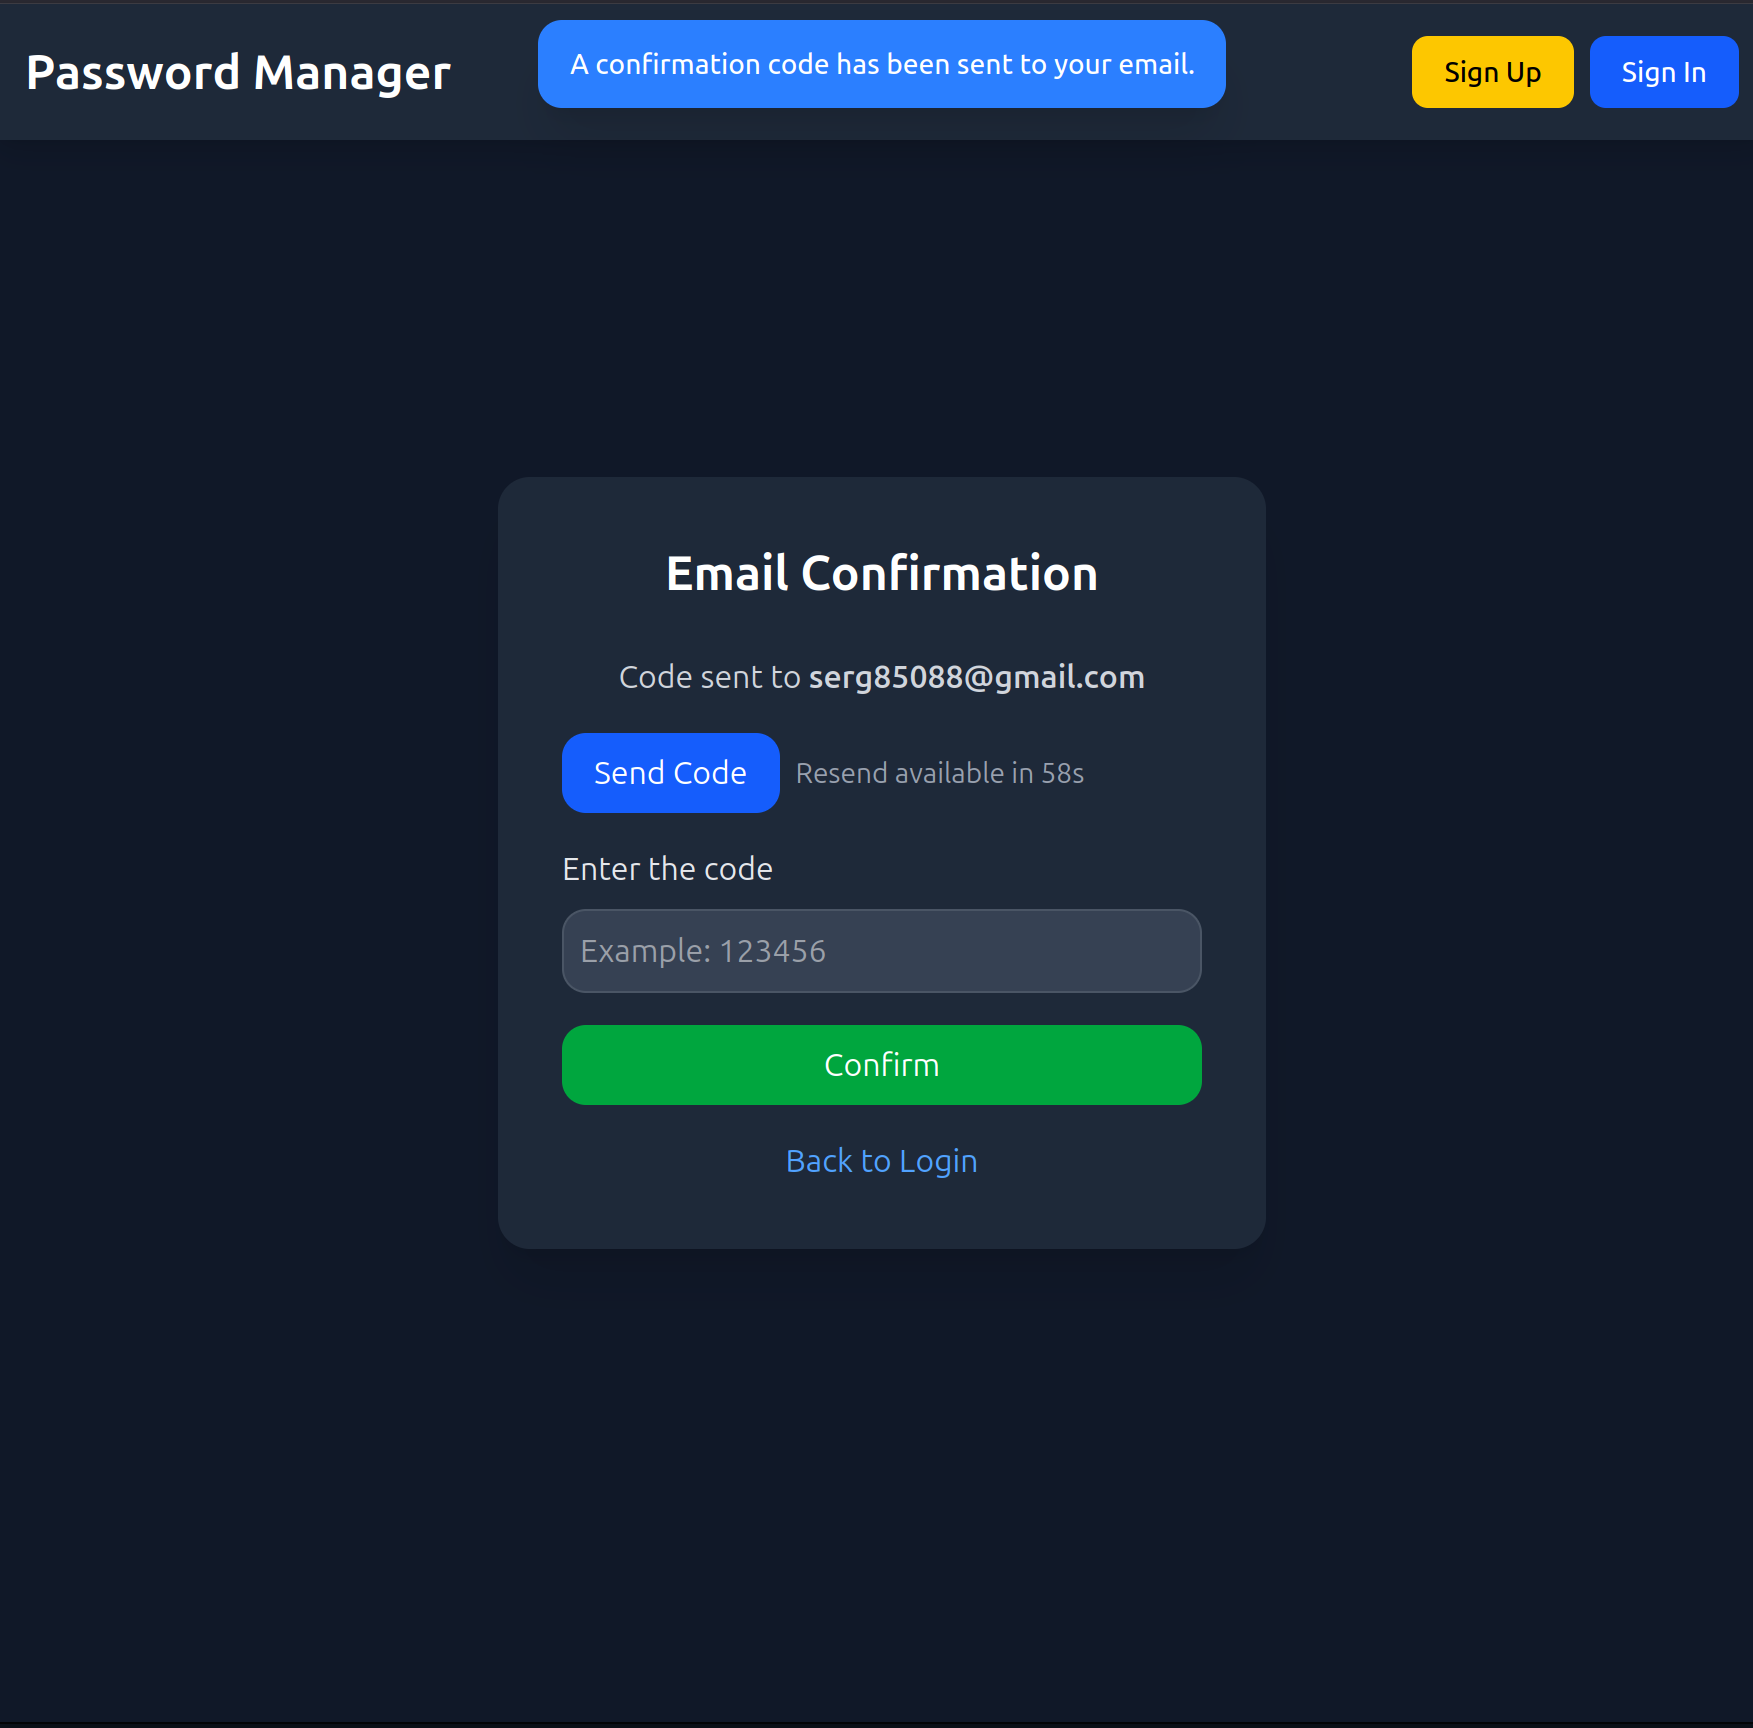 Password Manager
A confirmation code has been sent to your email.
Sign Up
Sign In
Email Confirmation
Code sent to serg85088@gmail.com
Send Code
Resend available in 58s
Enter the code
Example: 123456
Confirm
Back to Login